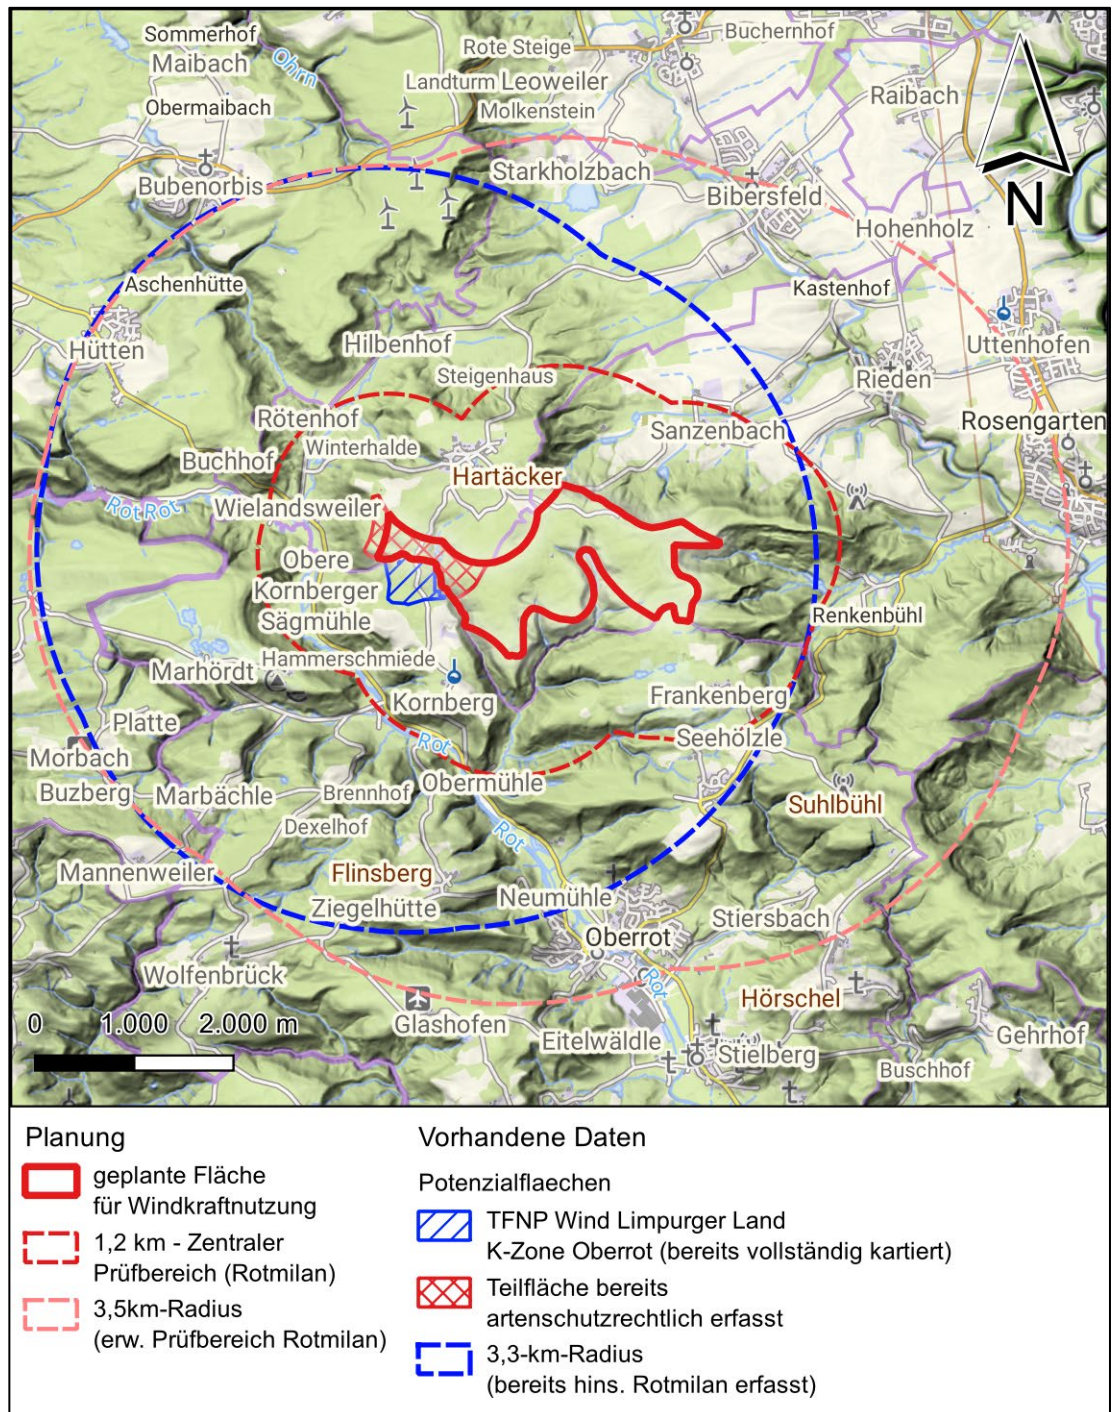 Sommerhof
Maibach
Ohrn
Rote Steige
Buchernhof
Landturm Leoweiler
Molkenstein
Raibach
Obermaibach
Bubenorbis
Starkholzbach
Bibersfeld
N
Hohenholz
Aschenhütte
Kastenhof
Hütten
Hilbenhof
Uttenhofen
Steigenhaus
Rieden
Rötenhof
Winterhalde
Sanzenbach
Rosengarten
Buchhof
Hartäcker
RotRot
Wielandsweiler
Obere
Kornberger
Sägmühle
Renkenbühl
Hammerschmiede
Marhördt
Kornberg
Frankenberg
Platte
Rot
Seehölzle
Morbach
Buzberg
Marbächle
Brennhof
Obermühle
Suhlbühl
Dexelhof
Rot
Mannenweiler
Flinsberg
Neumühle
Ziegelhütte
Stiersbach
Oberrot
Wolfenbrück
Rot
Hörschel
0 1.000 2.000 m
Glashofen
Eitelwäldle
Stielberg
Gehrhof
Buschhof
Planung
geplante Fläche
für Windkraftnutzung
1,2 km - Zentraler
Prüfbereich (Rotmilan)
3,5km-Radius
(erw. Prüfbereich Rotmilan)
Vorhandene Daten
Potenzialflaechen
TFNP Wind Limpurger Land
K-Zone Oberrot (bereits vollständig kartiert)
Teilfläche bereits
artenschutzrechtlich erfasst
3,3-km-Radius
(bereits hins. Rotmilan erfasst)